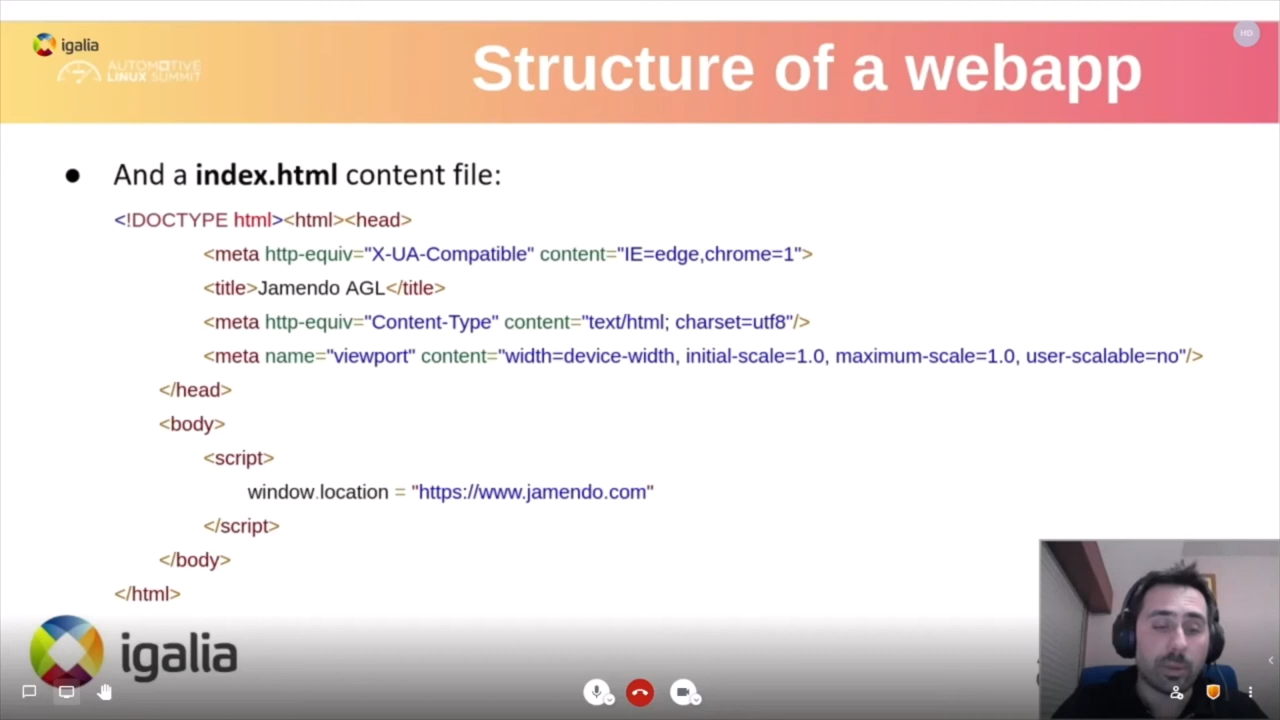 igalia
AUTOMOTIVE
LINUX SUMMIT
Structure of a webapp
HD
● And a index.html content file:
<!DOCTYPE html><html><head>
<meta http-equiv="X-UA-Compatible" content="IE=edge,chrome=1">
<title>Jamendo AGL</title>
<meta http-equiv="Content-Type" content="text/html; charset=utf8"/>
<meta name="viewport" content="width=device-width, initial-scale=1.0, maximum-scale=1.0, user-scalable=no"/>
</head>
<body>
<script>
window.location = "https://www.jamendo.com"
</script>
</body>
</html>
igalia